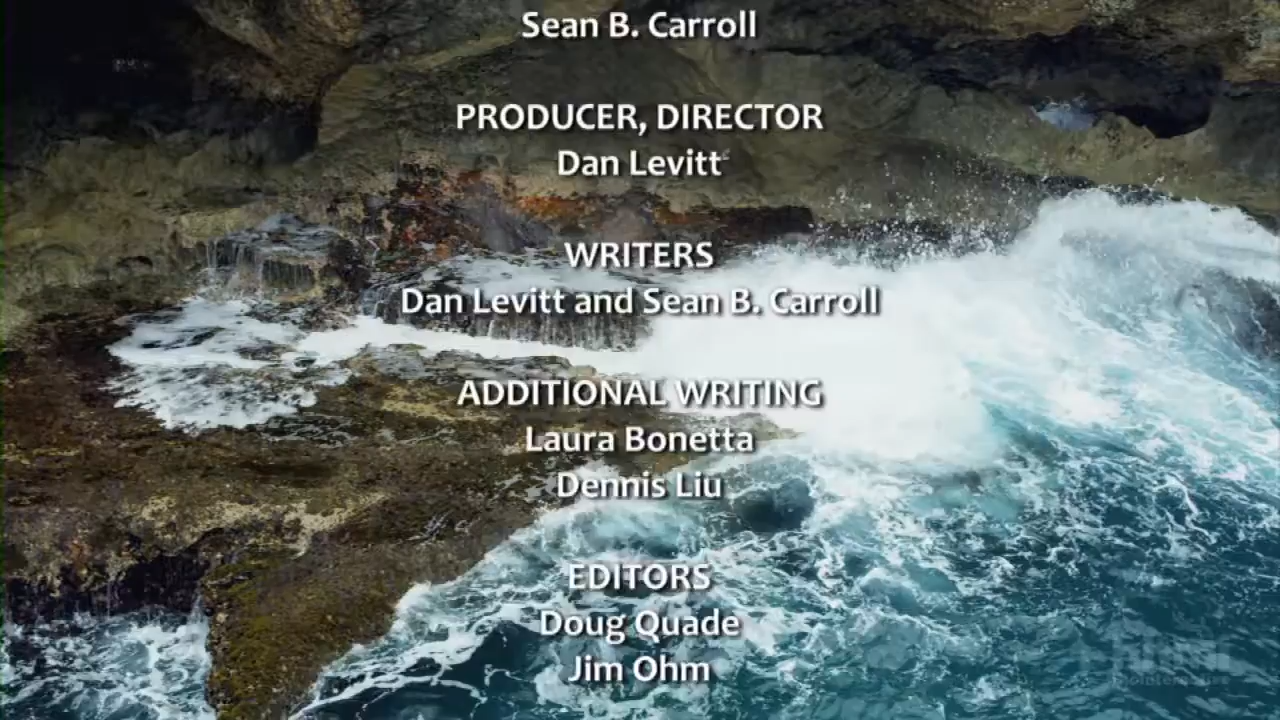 Sean B. Carroll
PRODUCER, DIRECTOR
Dan Levitt
WRITERS
Dan Levitt and Sean B. Carroll
ADDITIONAL WRITING
Laura Bonetta
Dennis Liu
EDITORS
Doug Quade
Jim Ohm